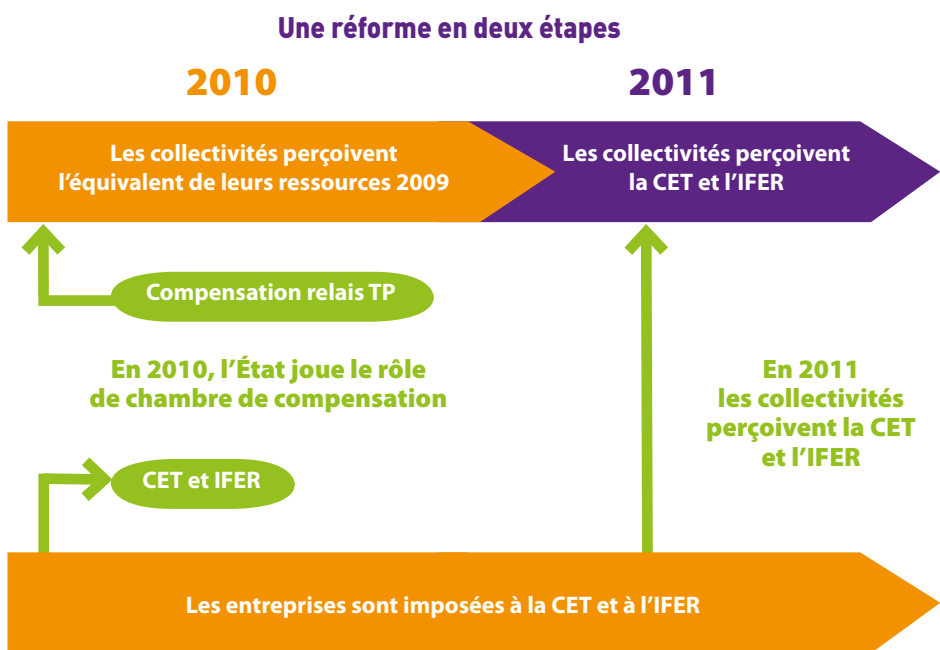 Une réforme en deux étapes
2010
2011
Les collectivités perçoivent
l’équivalent de leurs ressources 2009
Les collectivités perçoivent
la CET et l’IFER
Compensation relais TP
En 2010, l’État joue le rôle
de chambre de compensation
En 2011
les collectivités
perçoivent la CET
et l’IFER
CET et IFER
Les entreprises sont imposées à la CET et à l’IFER